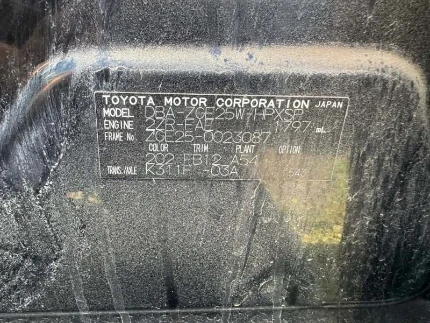 TOYOTA MOTOR CORPORATION JAPAN
MODEL DBA-ZGE25W-HPXSP
ENGINE 2ZR-FAE 1797 mL
FRAME No. ZGE25-0023087
COLOR TRIM PLANT OPTION
202 EB12 A54
TRANS./AXLE K311F -03A